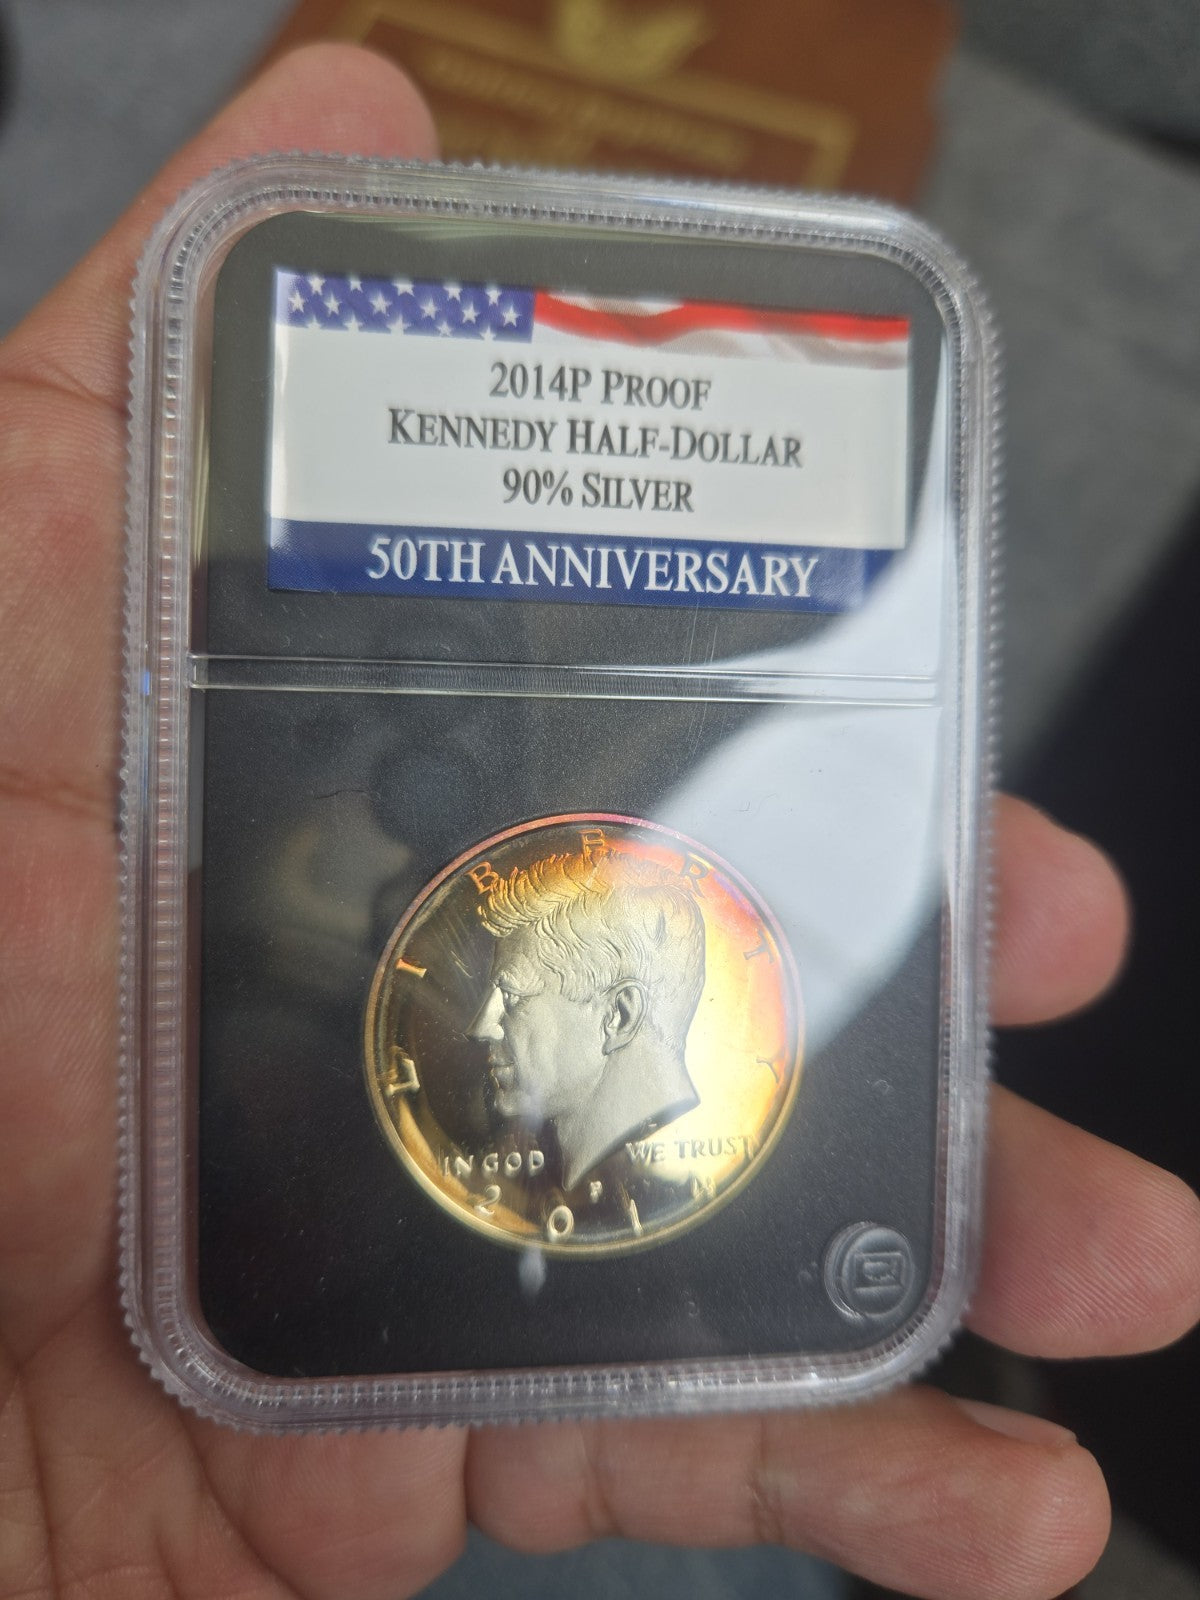 2014P PROOF
KENNEDY HALF-DOLLAR
90% SILVER
50TH ANNIVERSARY
LIBERTY
IN GOD WE TRUST
P
2014